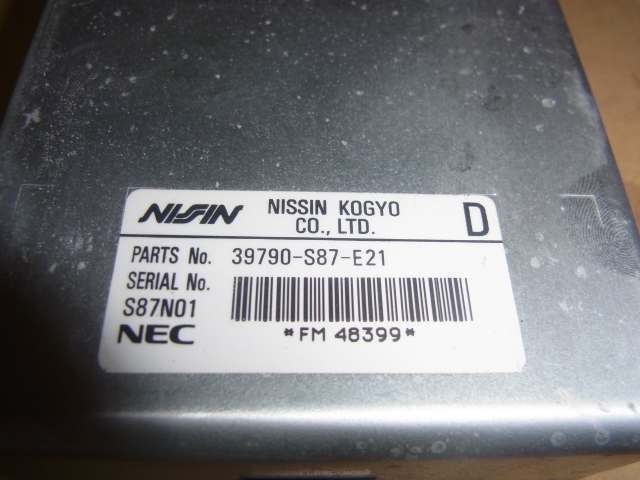 NISSIN NISSIN KOGYO D
CO., LTD.
PARTS No. 39790-S87-E21
SERIAL No.
S87N01
NEC *FM 48399*